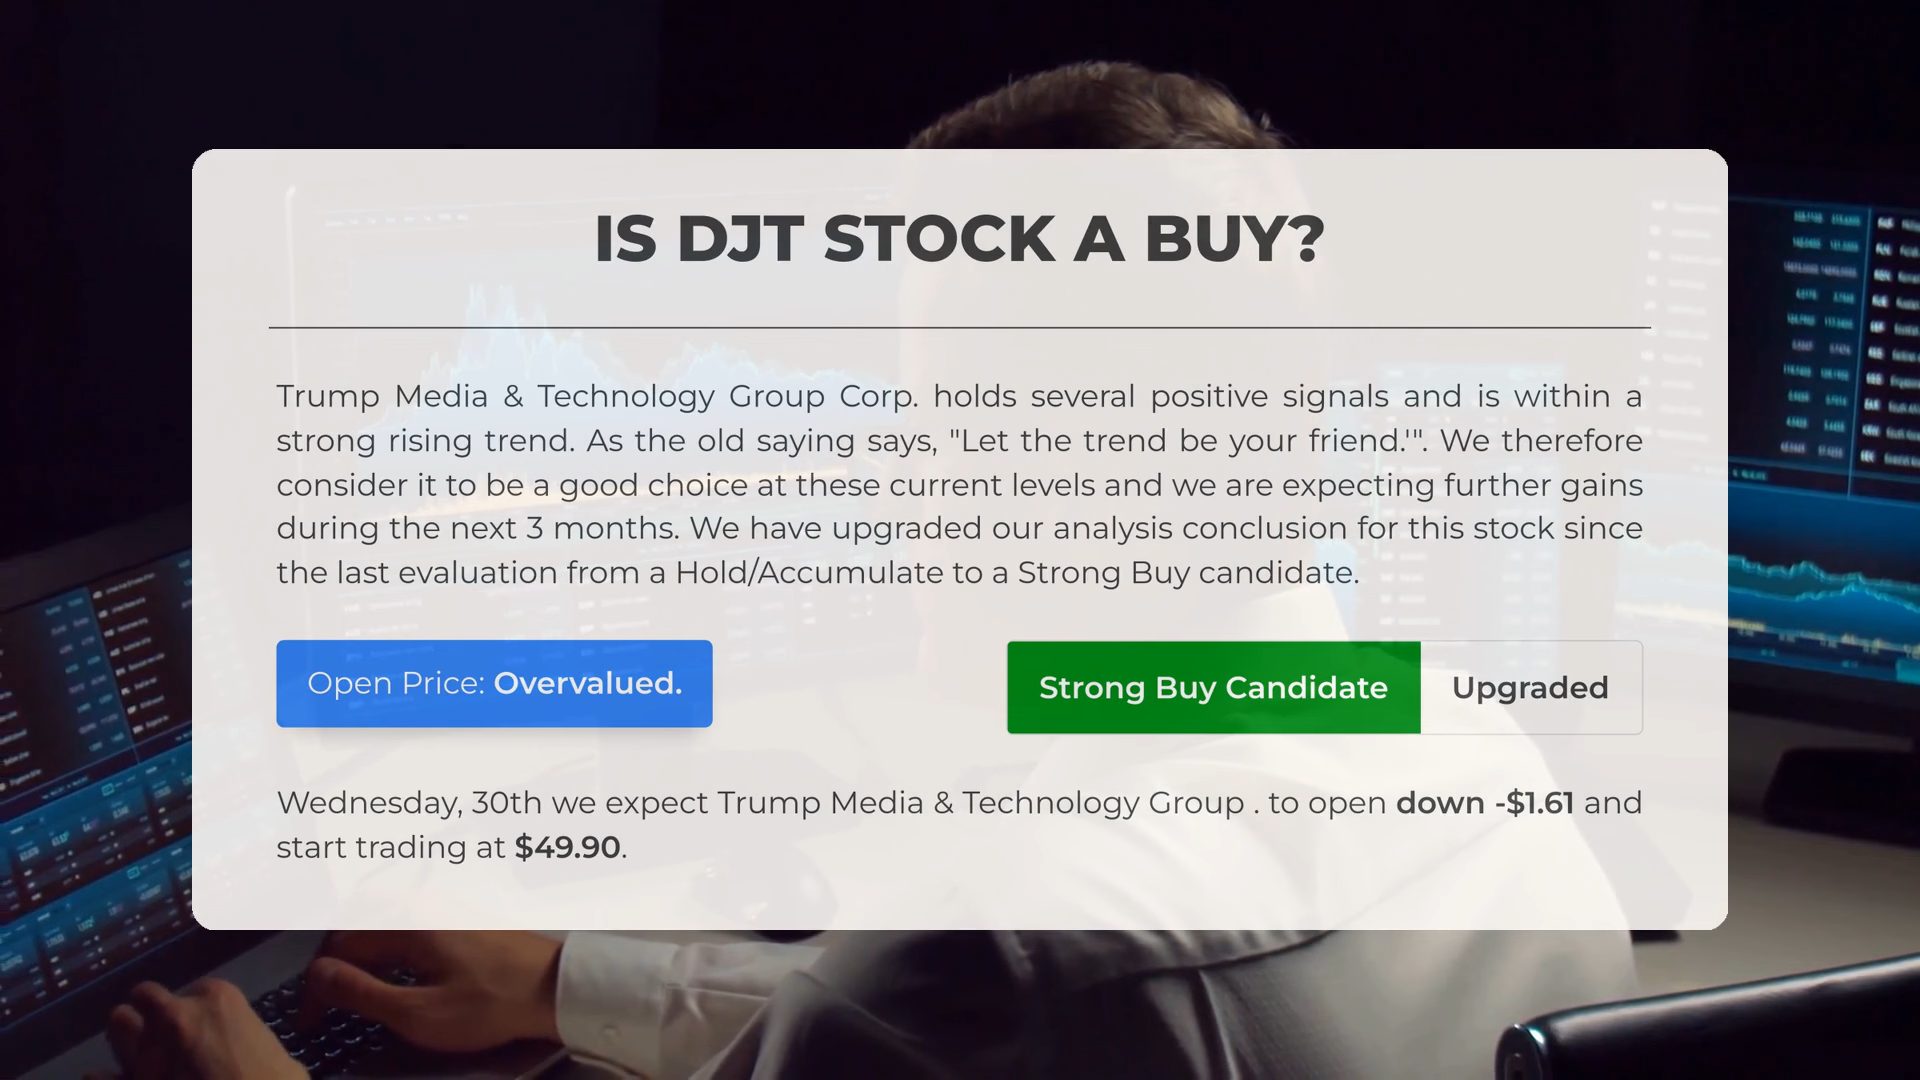 IS DJT STOCK A BUY?
Trump Media & Technology Group Corp. holds several positive signals and is within a
strong rising trend. As the old saying says, "Let the trend be your friend.'". We therefore
consider it to be a good choice at these current levels and we are expecting further gains
during the next 3 months. We have upgraded our analysis conclusion for this stock since
the last evaluation from a Hold/Accumulate to a Strong Buy candidate.
Open Price: Overvalued.
Strong Buy Candidate Upgraded
Wednesday, 30th we expect Trump Media & Technology Group . to open down -$1.61 and
start trading at $49.90.